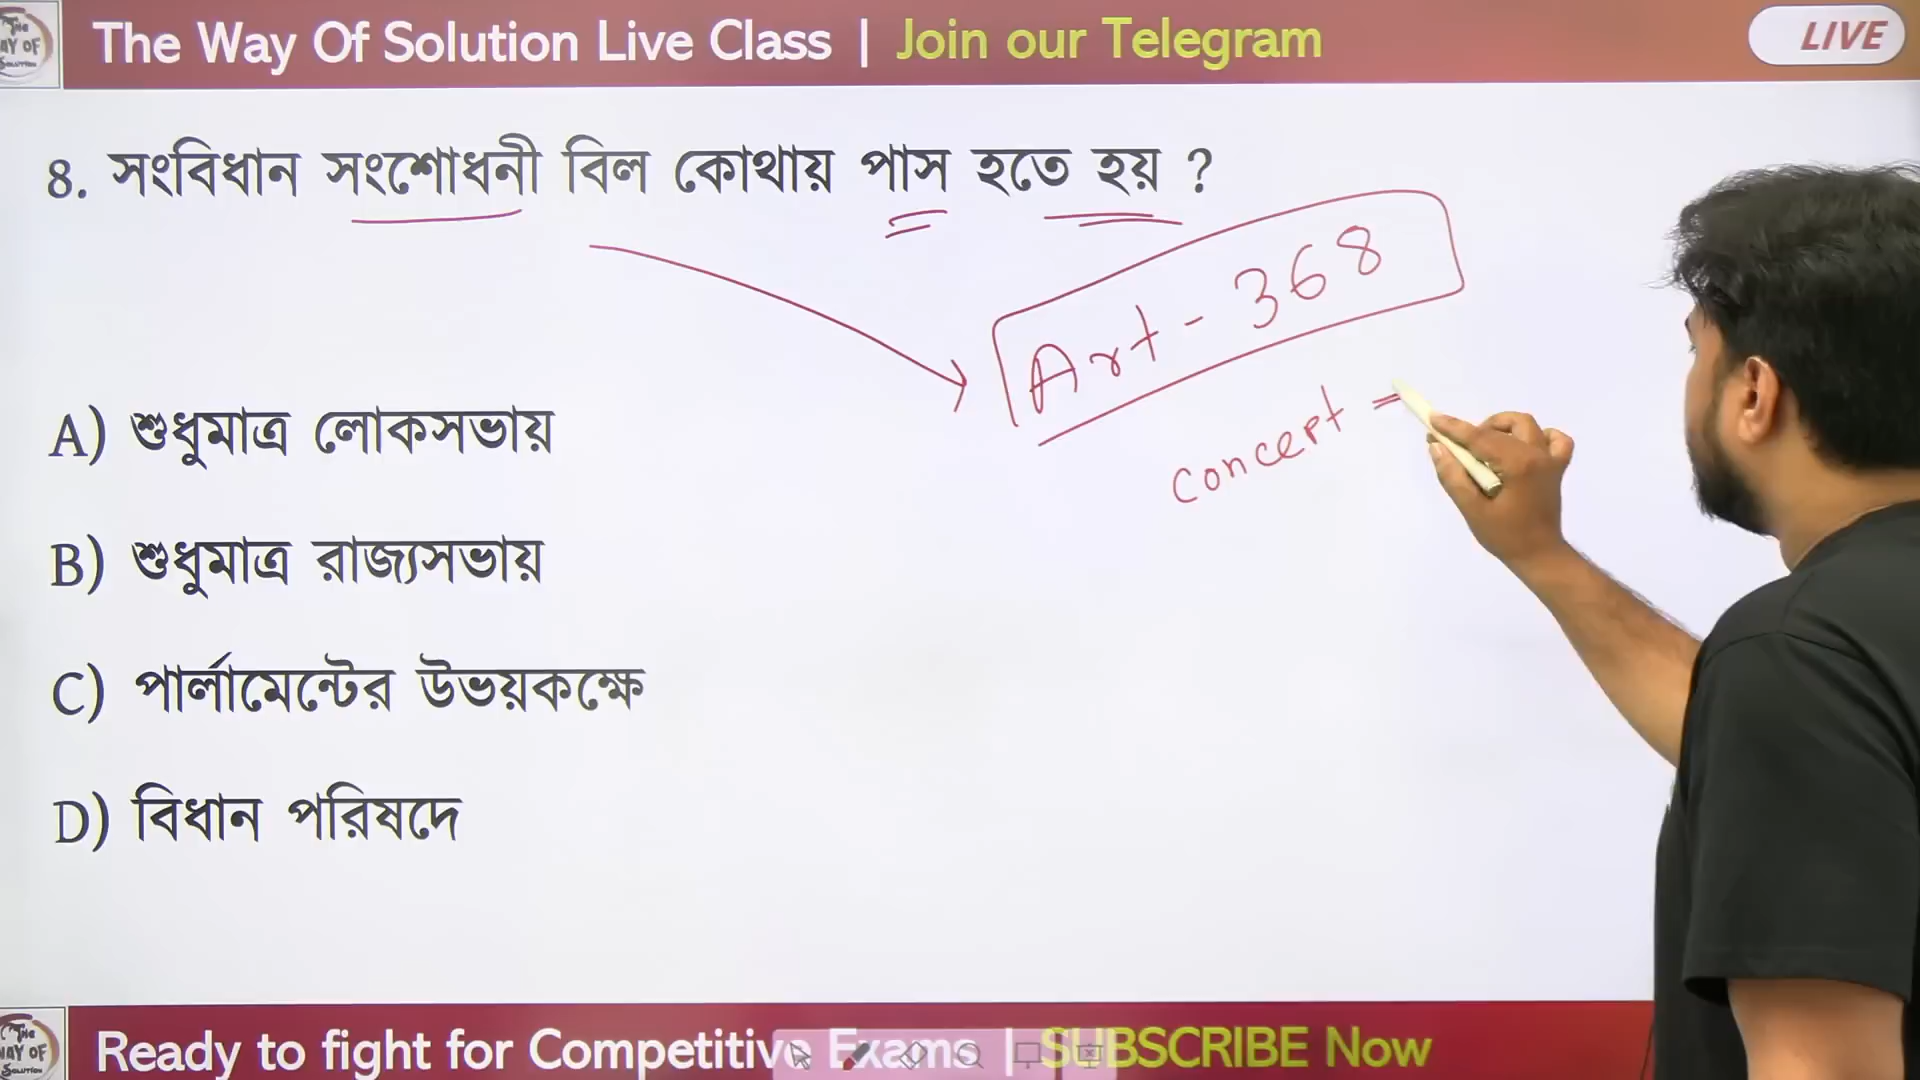 The Way Of Solution Live Class | Join our Telegram
LIVE
8. সংবিধান সংশোধনী বিল কোথায় পাস হতে হয় ?
Art - 368
concept =
A) শুধুমাত্র লোকসভায়
B) শুধুমাত্র রাজ্যসভায়
C) পার্লামেন্টের উভয়কক্ষে
D) বিধান পরিষদে
Ready to fight for Competitive Exams | SUBSCRIBE Now